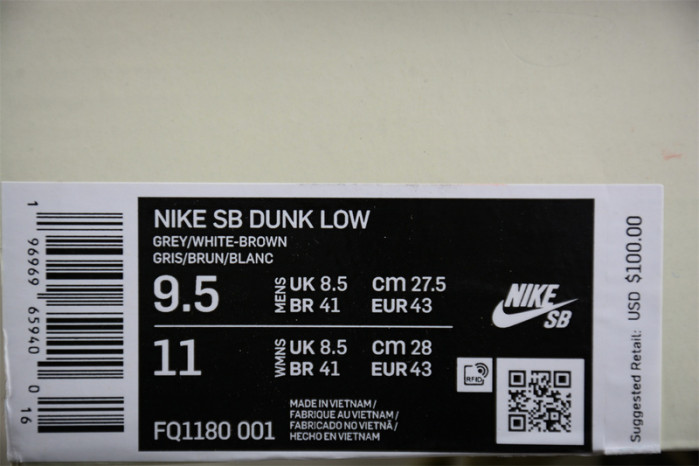 NIKE SB DUNK LOW
GREY/WHITE-BROWN
GRIS/BRUN/BLANC
9.5 MENS UK 8.5 CM 27.5
BR 41 EUR 43
11 WMNS UK 8.5 CM 28
BR 41 EUR 43
FQ1180 001
MADE IN VIETNAM /
FABRIQUE AU VIETNAM /
FABRICADO NO VIETNÃ /
HECHO EN VIETNAM
RFID
NIKE
SB
1 96969 65940 0 16
Suggested Retail: USD $100.00